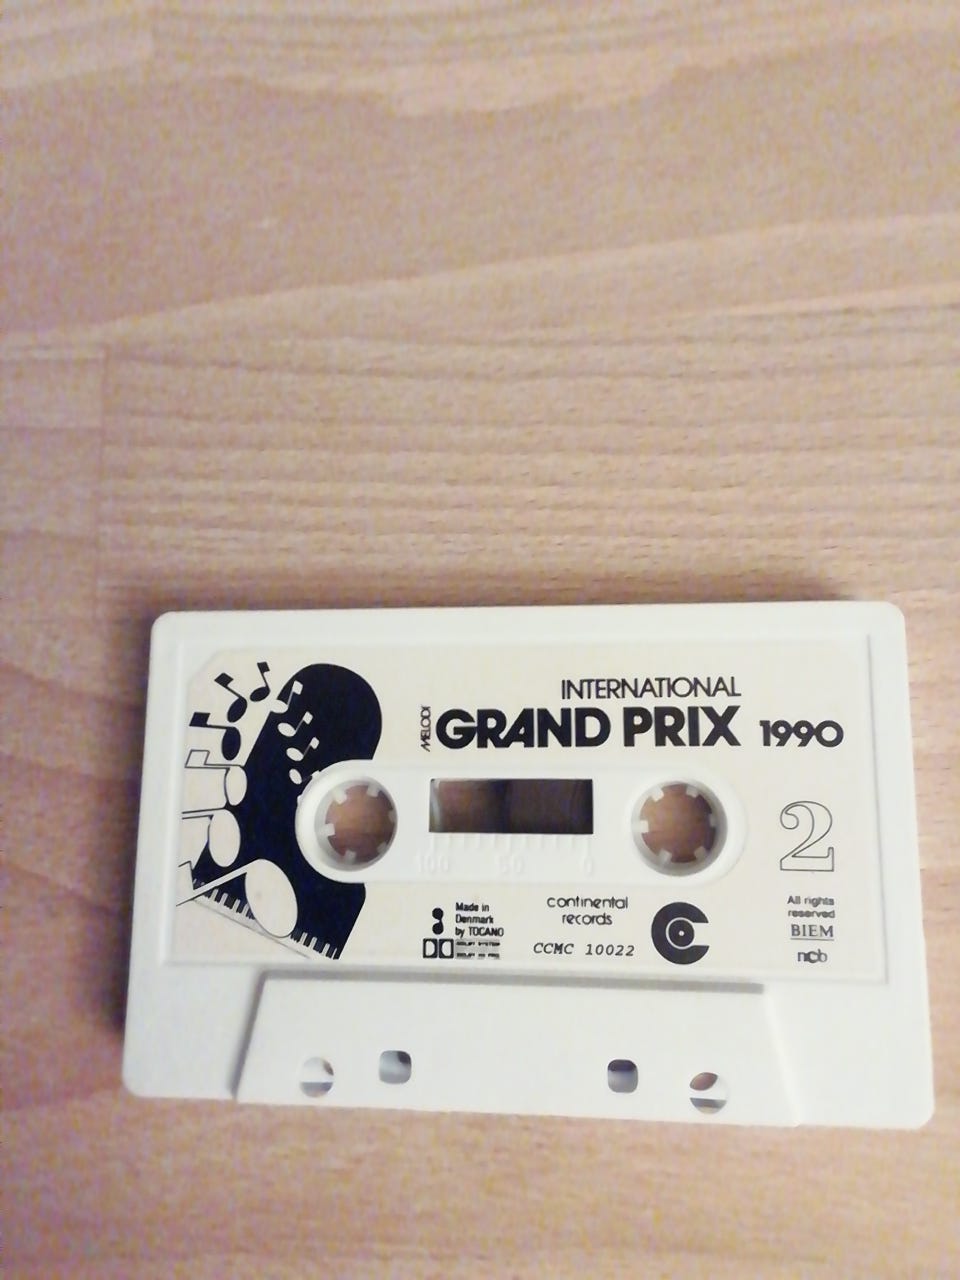 INTERNATIONAL
MELODI GRAND PRIX 1990
100 50 0
2
Made in
Denmark
by TOCANO
continental
records
CCMC 10022
All rights
reserved
BIEM
ncb